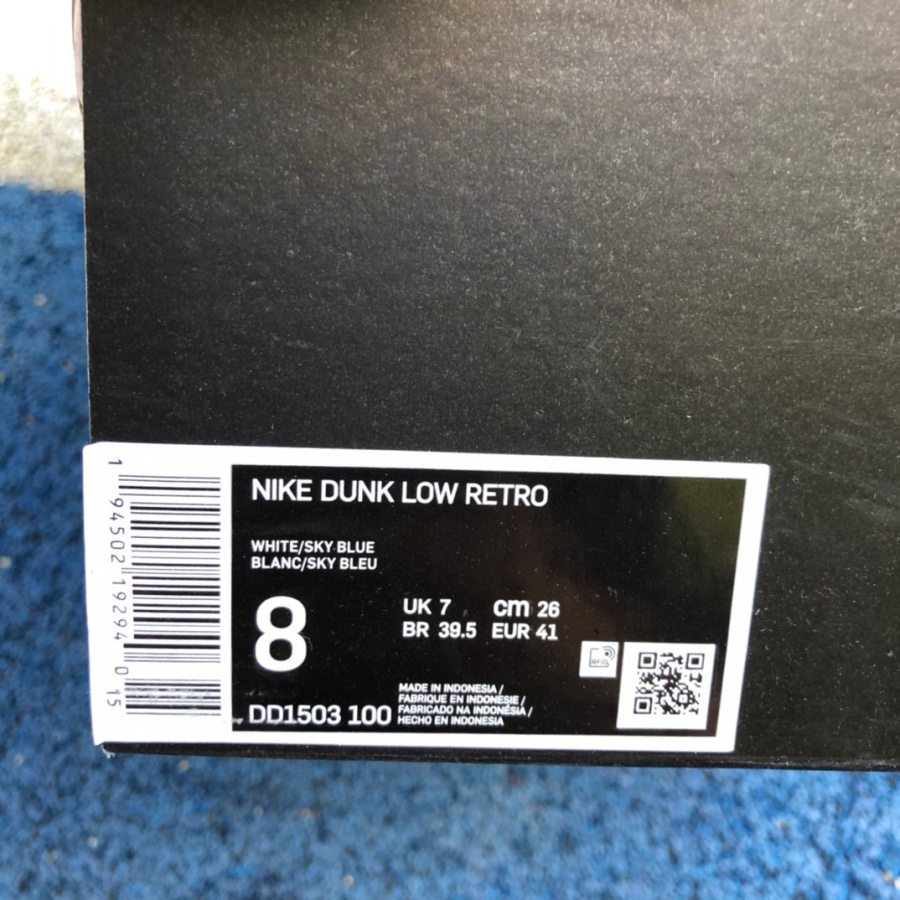 NIKE DUNK LOW RETRO
WHITE/SKY BLUE
BLANC/SKY BLEU
8
UK 7 cm 26
BR 39.5 EUR 41
RFID
DD1503 100
MADE IN INDONESIA /
FABRIQUE EN INDONESIE /
FABRICADO NA INDONÉSIA /
HECHO EN INDONESIA
1 94502 19294 0 15